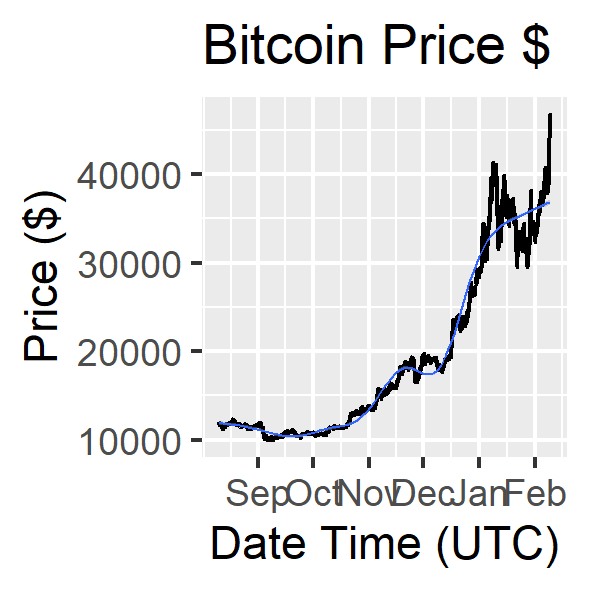 Bitcoin Price $
Price ($)
40000
30000
20000
10000
Sep Oct Nov Dec Jan Feb
Date Time (UTC)